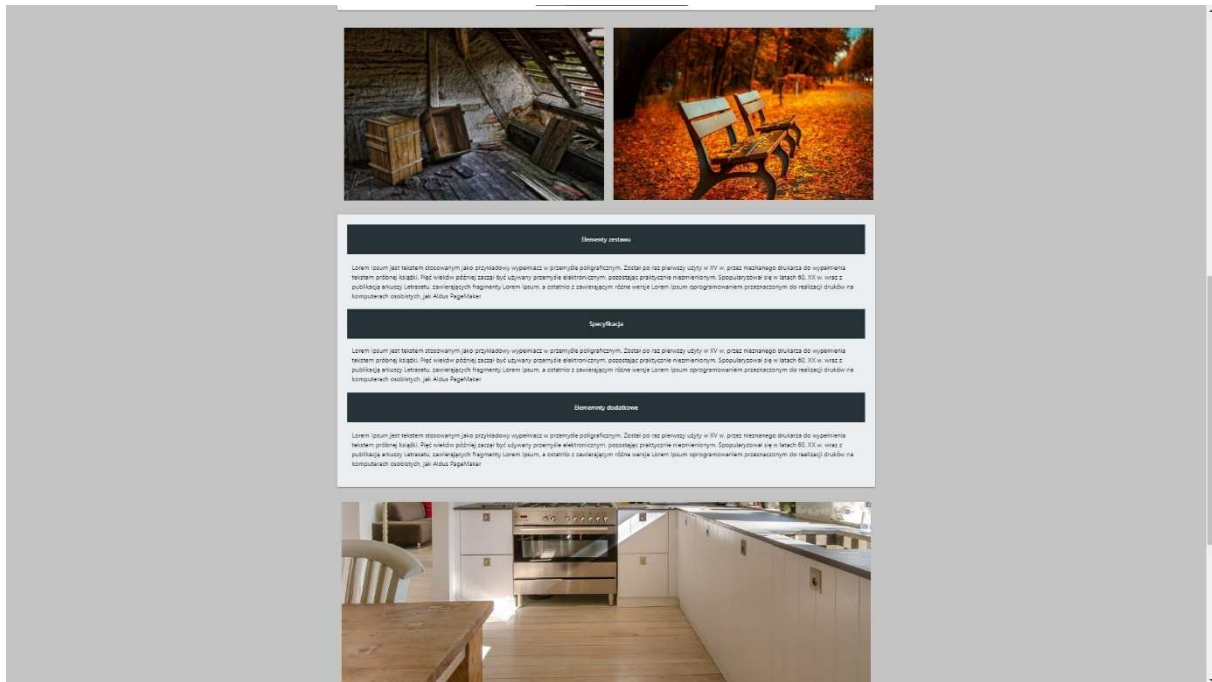 Elementy zestawu
Lorem Ipsum jest tekstem stosowanym jako przykładowy wypełniacz w przemyśle poligraficznym. Został po raz pierwszy użyty w XV w. przez nieznanego drukarza do wypełnienia
tekstem próbnej książki. Pięć wieków później zaczął być używany przemyśle elektronicznym, pozostając praktycznie niezmienionym. Spopularyzował się w latach 60. XX w. wraz z
publikacją arkuszy Letrasetu, zawierających fragmenty Lorem Ipsum, a ostatnio z zawierającym różne wersje Lorem Ipsum oprogramowaniem przeznaczonym do realizacji druków na
komputerach osobistych, jak Aldus PageMaker
Specyfikacja
Lorem Ipsum jest tekstem stosowanym jako przykładowy wypełniacz w przemyśle poligraficznym. Został po raz pierwszy użyty w XV w. przez nieznanego drukarza do wypełnienia
tekstem próbnej książki. Pięć wieków później zaczął być używany przemyśle elektronicznym, pozostając praktycznie niezmienionym. Spopularyzował się w latach 60. XX w. wraz z
publikacją arkuszy Letrasetu, zawierających fragmenty Lorem Ipsum, a ostatnio z zawierającym różne wersje Lorem Ipsum oprogramowaniem przeznaczonym do realizacji druków na
komputerach osobistych, jak Aldus PageMaker
Elememnty dodatkowe
Lorem Ipsum jest tekstem stosowanym jako przykładowy wypełniacz w przemyśle poligraficznym. Został po raz pierwszy użyty w XV w. przez nieznanego drukarza do wypełnienia
tekstem próbnej książki. Pięć wieków później zaczął być używany przemyśle elektronicznym, pozostając praktycznie niezmienionym. Spopularyzował się w latach 60. XX w. wraz z
publikacją arkuszy Letrasetu, zawierających fragmenty Lorem Ipsum, a ostatnio z zawierającym różne wersje Lorem Ipsum oprogramowaniem przeznaczonym do realizacji druków na
komputerach osobistych, jak Aldus PageMaker